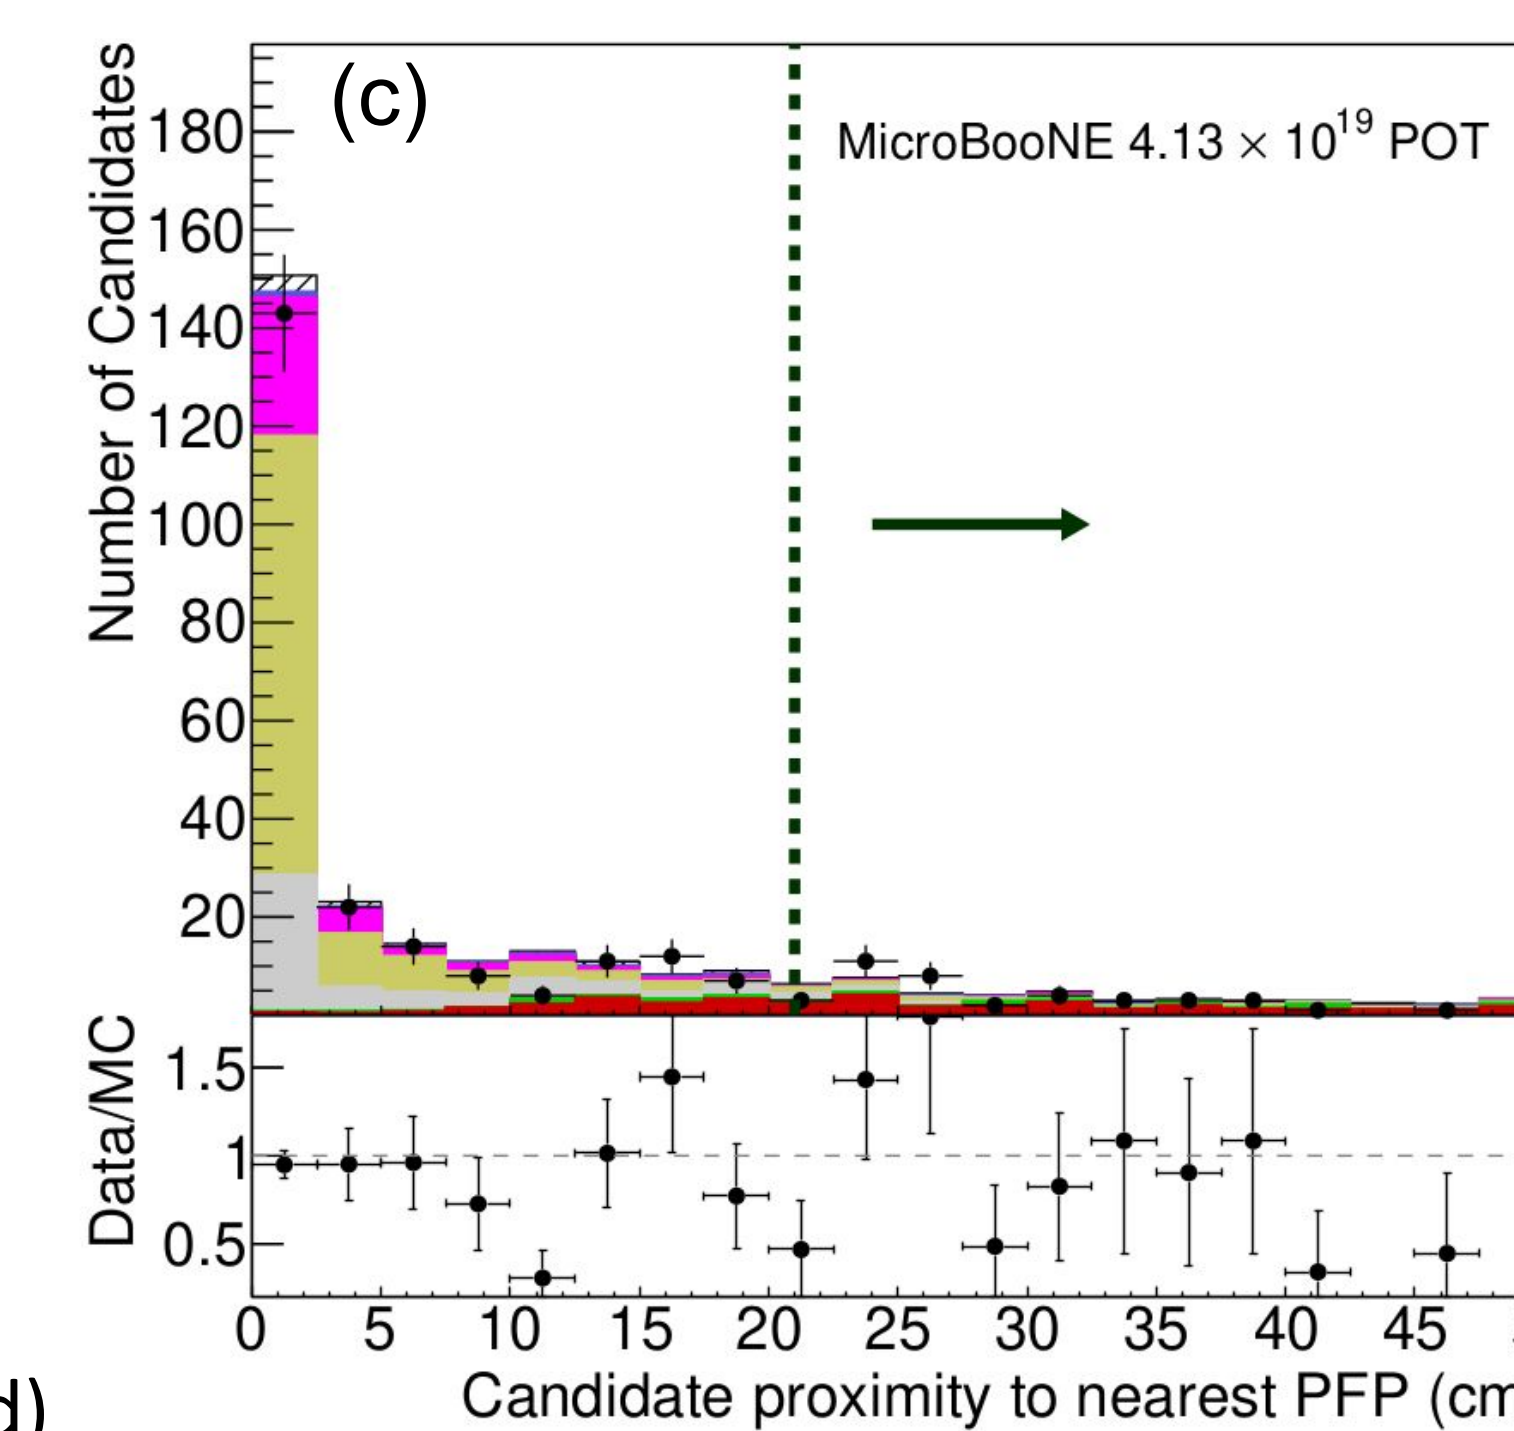 (c)
MicroBooNE 4.13 × 10¹⁹ POT
Number of Candidates
180
160
140
120
100
80
60
40
20
Data/MC
1.5
1
0.5
0 5 10 15 20 25 30 35 40 45
Candidate proximity to nearest PFP (cm
d)